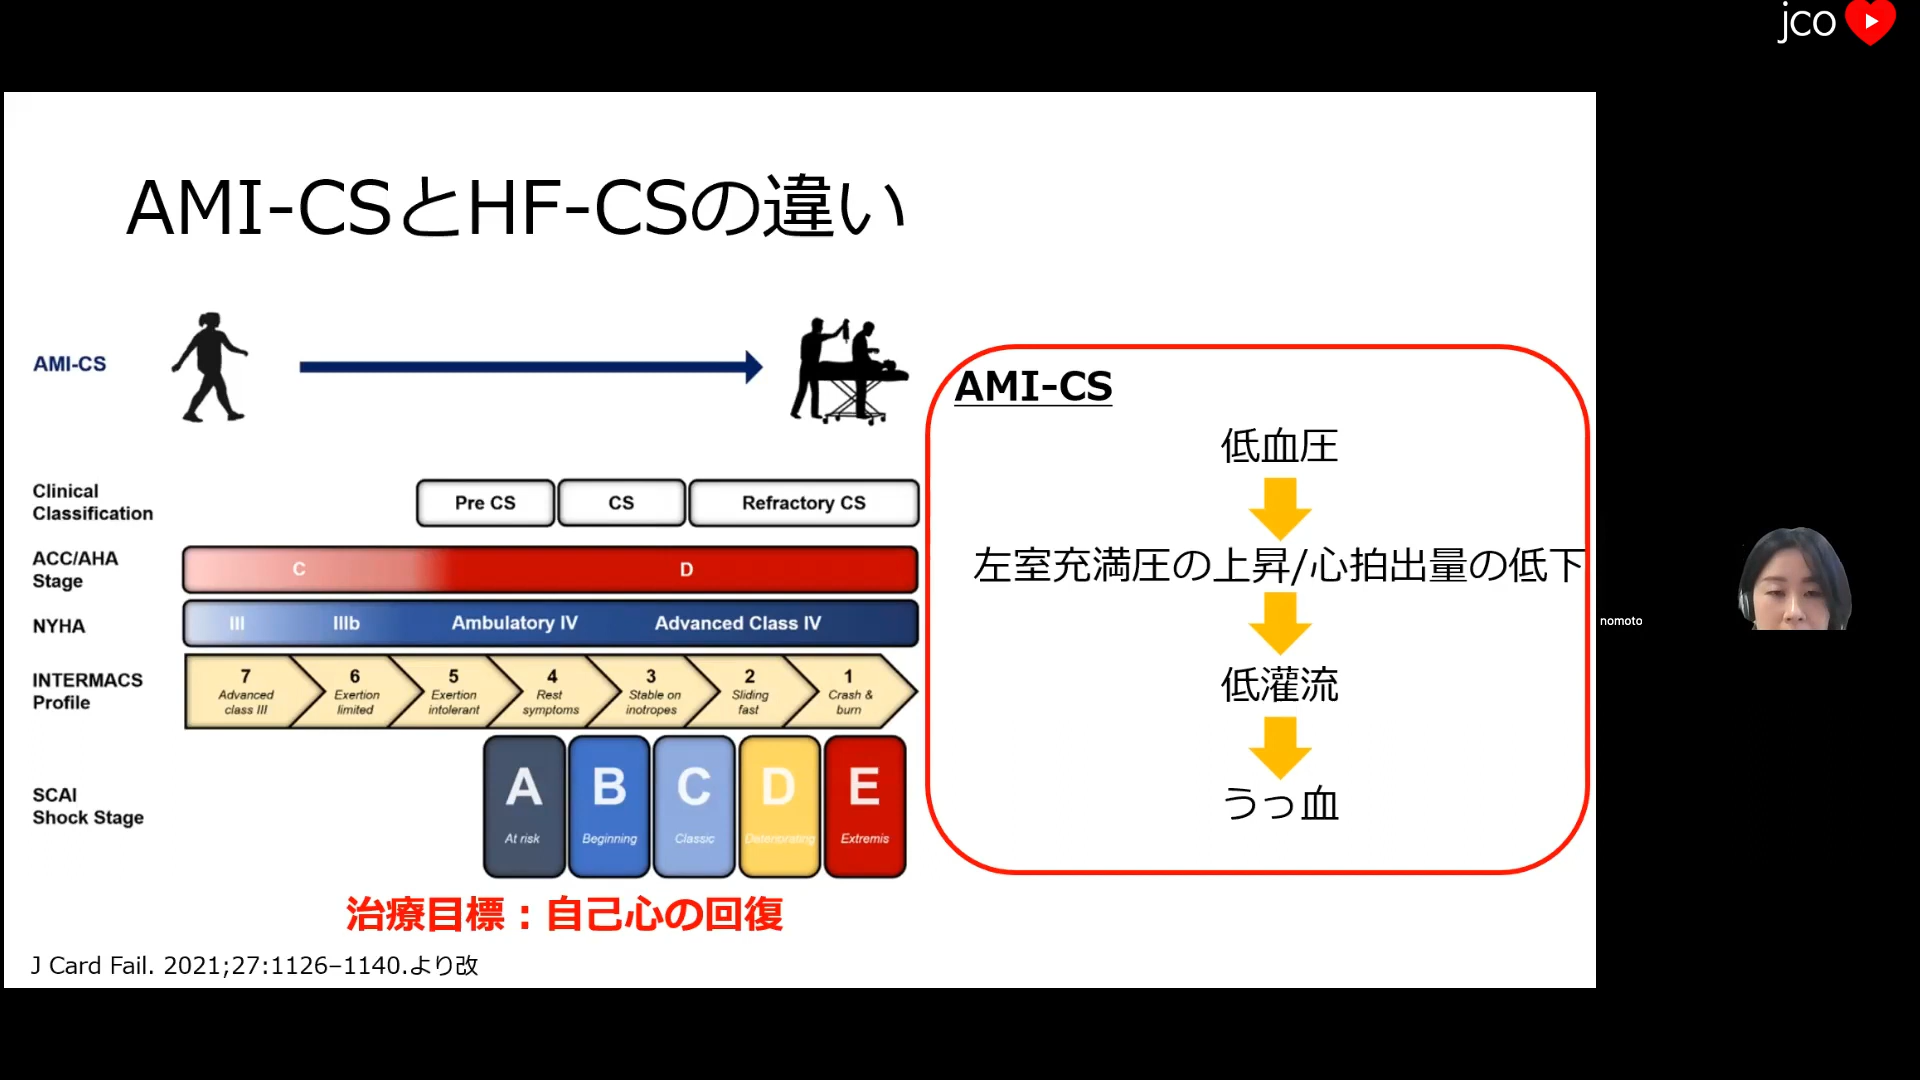 jco
AMI-CSとHF-CSの違い
AMI-CS
Clinical
Classification
Pre CS
CS
Refractory CS
ACC/AHA
Stage
C
D
NYHA
III
IIIb
Ambulatory IV
Advanced Class IV
INTERMACS
Profile
7
Advanced
class III
6
Exertion
limited
5
Exertion
intolerant
4
Rest
symptoms
3
Stable on
inotropes
2
Sliding
fast
1
Crash &
burn
SCAI
Shock Stage
A
At risk
B
Beginning
C
Classic
D
Deteriorating
E
Extremis
治療目標：自己心の回復
J Card Fail. 2021;27:1126–1140.より改
AMI-CS
低血圧
左室充満圧の上昇/心拍出量の低下
低灌流
うっ血
nomoto